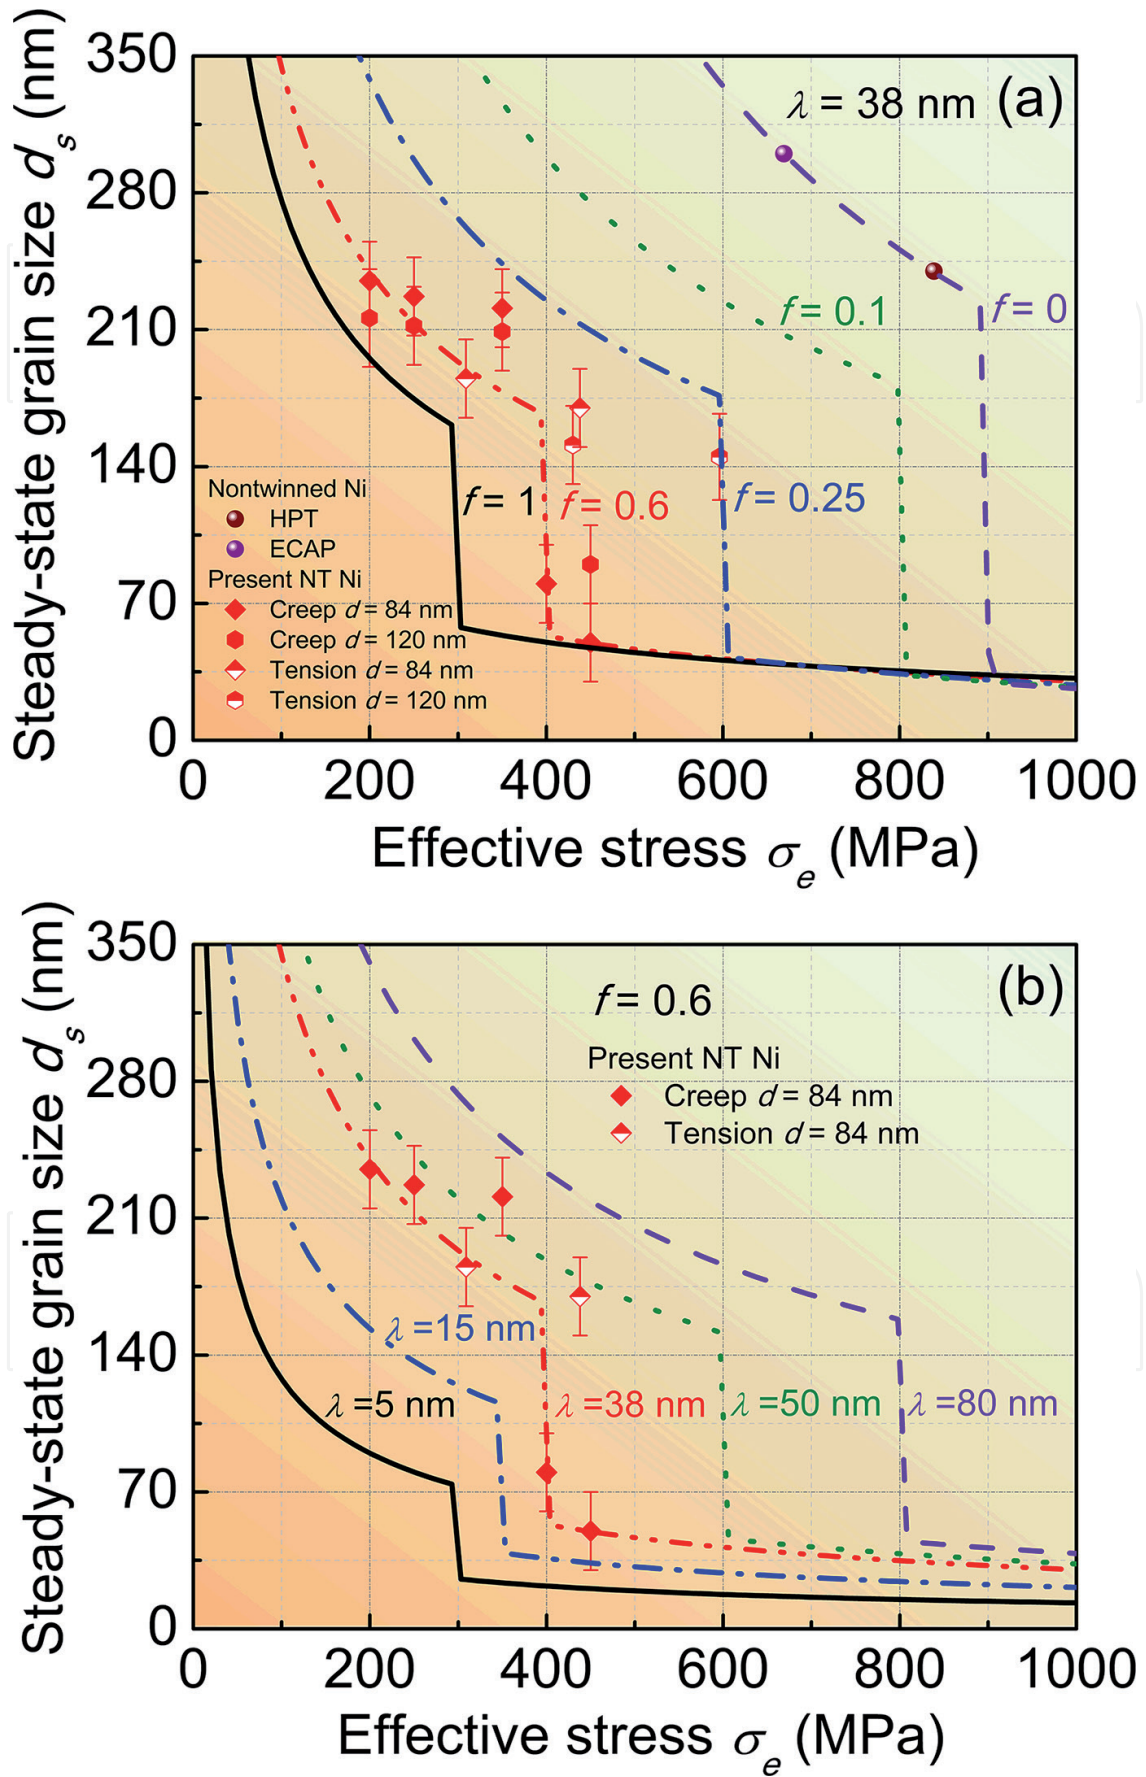 Steady-state grain size d_s (nm)
350
280
210
140
70
0
λ = 38 nm (a)
f = 0.1
f = 0
f = 1
f = 0.6
f = 0.25
Nontwinned Ni
HPT
ECAP
Present NT Ni
Creep d = 84 nm
Creep d = 120 nm
Tension d = 84 nm
Tension d = 120 nm
0 200 400 600 800 1000
Effective stress σ_e (MPa)
Steady-state grain size d_s (nm)
350
280
210
140
70
0
f = 0.6 (b)
Present NT Ni
Creep d = 84 nm
Tension d = 84 nm
λ =15 nm
λ =5 nm
λ =38 nm
λ =50 nm
λ =80 nm
0 200 400 600 800 1000
Effective stress σ_e (MPa)